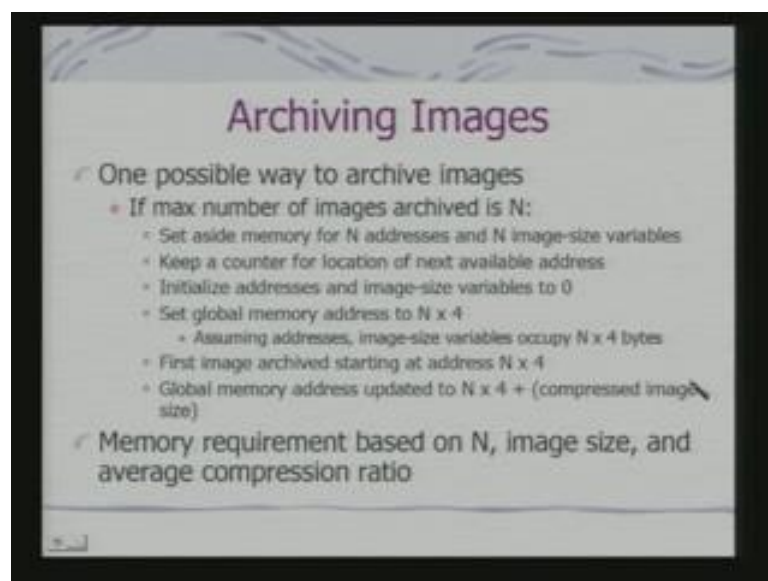 Archiving Images
One possible way to archive images
If max number of images archived is N:
Set aside memory for N addresses and N image-size variables
Keep a counter for location of next available address
Initialize addresses and image-size variables to 0
Set global memory address to N x 4
Assuming addresses, image-size variables occupy N x 4 bytes
First image archived starting at address N x 4
Global memory address updated to N x 4 + (compressed image
size)
Memory requirement based on N, image size, and
average compression ratio